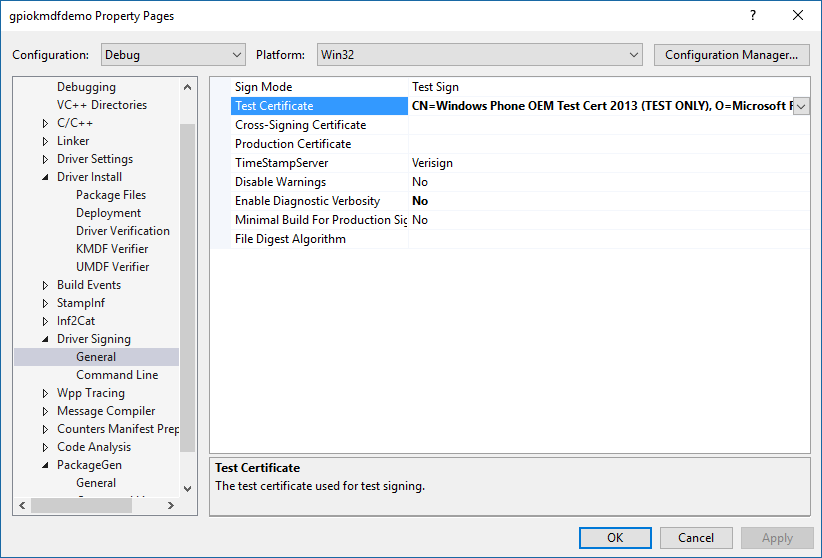 gpiokmdfdemo Property Pages
Configuration: Debug Platform: Win32 Configuration Manager...
Debugging
VC++ Directories
C/C++
Linker
Driver Settings
Driver Install
Package Files
Deployment
Driver Verification
KMDF Verifier
UMDF Verifier
Build Events
StampInf
Inf2Cat
Driver Signing
General
Command Line
Wpp Tracing
Message Compiler
Counters Manifest Prep
Code Analysis
PackageGen
General
Sign Mode Test Sign
Test Certificate CN=Windows Phone OEM Test Cert 2013 (TEST ONLY), O=Microsoft
Cross-Signing Certificate
Production Certificate
TimeStampServer Verisign
Disable Warnings No
Enable Diagnostic Verbosity No
Minimal Build For Production Sig No
File Digest Algorithm
Test Certificate
The test certificate used for test signing.
OK Cancel Apply